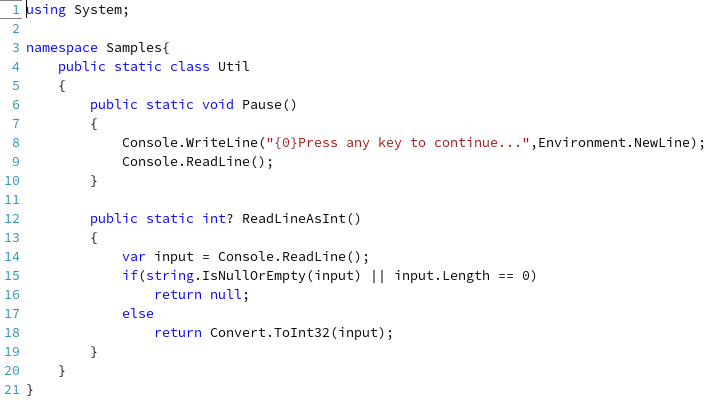 1 using System;
2
3 namespace Samples{
4     public static class Util
5     {
6         public static void Pause()
7         {
8             Console.WriteLine("{0}Press any key to continue...",Environment.NewLine);
9             Console.ReadLine();
10         }
11
12         public static int? ReadLineAsInt()
13         {
14             var input = Console.ReadLine();
15             if(string.IsNullOrEmpty(input) || input.Length == 0)
16                 return null;
17             else
18                 return Convert.ToInt32(input);
19         }
20     }
21 }